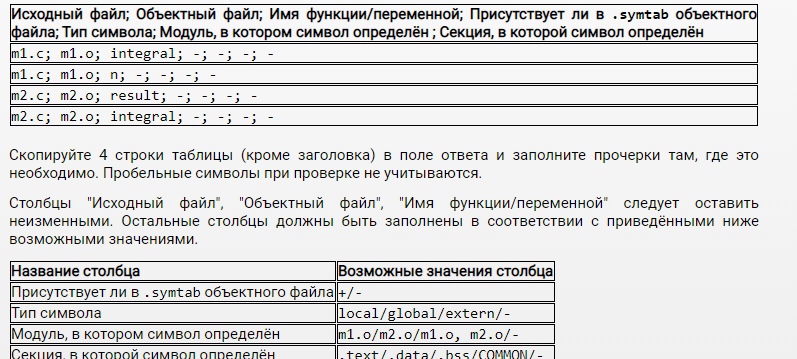 Исходный файл; Объектный файл; Имя функции/переменной; Присутствует ли в .symtab объектного
файла; Тип символа; Модуль, в котором символ определён ; Секция, в которой символ определён
m1.c; m1.o; integral; -; -; -; -
m1.c; m1.o; n; -; -; -; -
m2.c; m2.o; result; -; -; -; -
m2.c; m2.o; integral; -; -; -; -
Скопируйте 4 строки таблицы (кроме заголовка) в поле ответа и заполните прочерки там, где это
необходимо. Пробельные символы при проверке не учитываются.
Столбцы "Исходный файл", "Объектный файл", "Имя функции/переменной" следует оставить
неизменными. Остальные столбцы должны быть заполнены в соответствии с приведёнными ниже
возможными значениями.
Название столбца Возможные значения столбца
Присутствует ли в .symtab объектного файла +/-
Тип символа local/global/extern/-
Модуль, в котором символ определён m1.o/m2.o/m1.o, m2.o/-
Секция, в которой символ определён .text/.data/.bss/COMMON/-